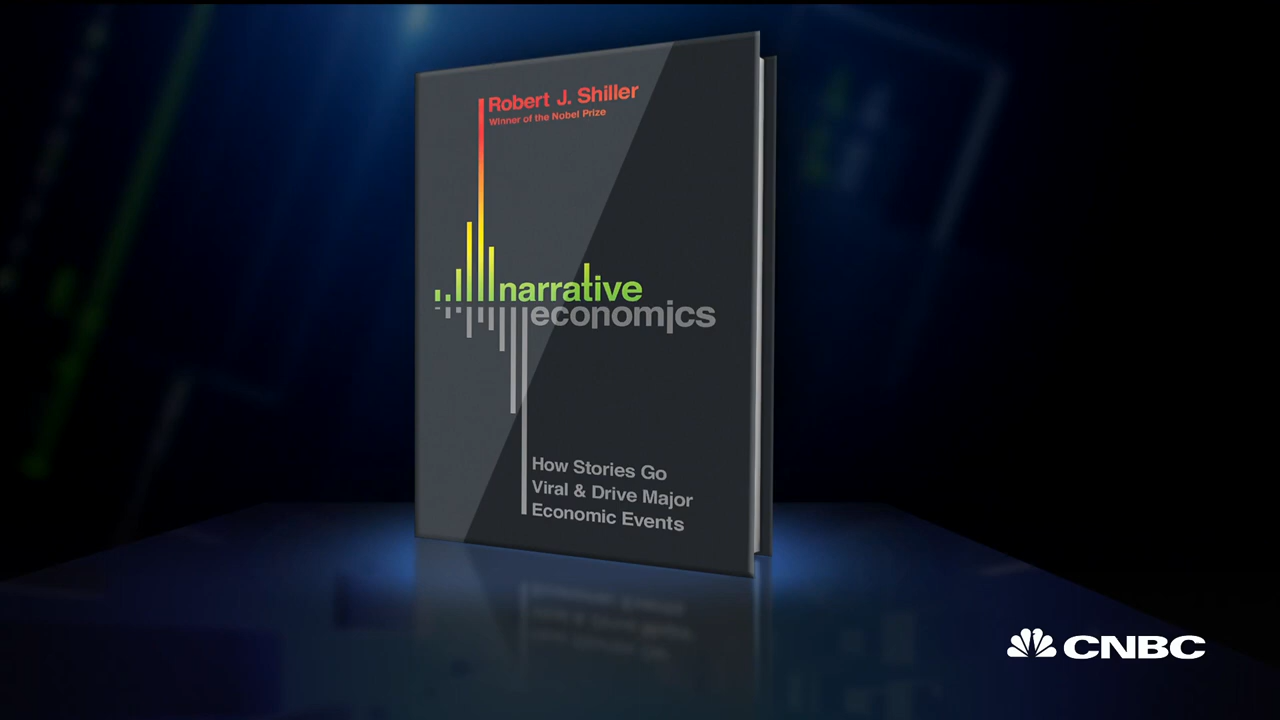 Robert J. Shiller
Winner of the Nobel Prize
narrative
economics
How Stories Go
Viral & Drive Major
Economic Events
CNBC